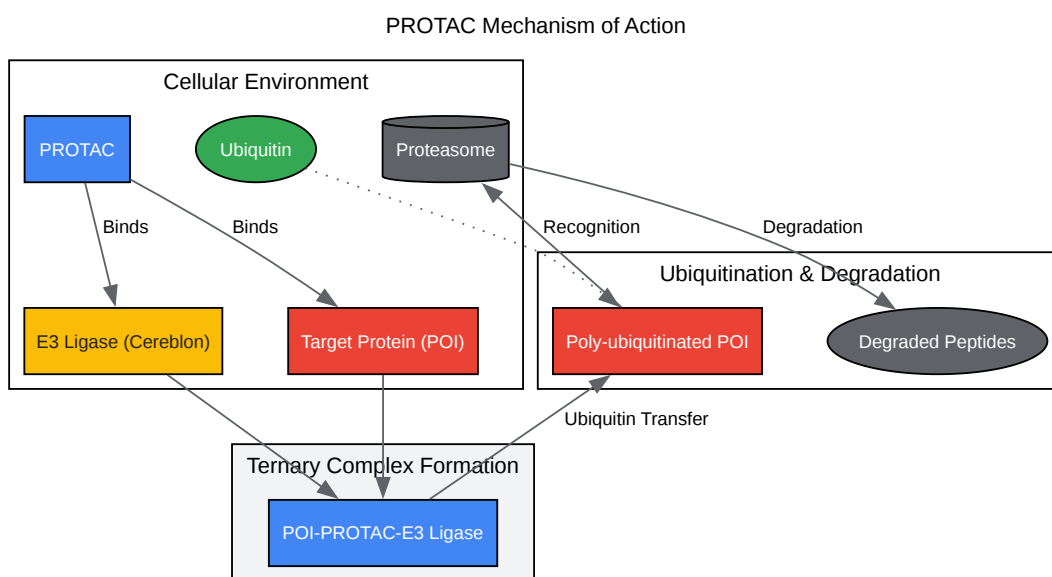 PROTAC Mechanism of Action
Cellular Environment
PROTAC
Ubiquitin
Proteasome
Binds
Binds
Recognition
Degradation
Ubiquitination & Degradation
E3 Ligase (Cereblon)
Target Protein (POI)
Poly-ubiquitinated POI
Degraded Peptides
Ubiquitin Transfer
Ternary Complex Formation
POI-PROTAC-E3 Ligase